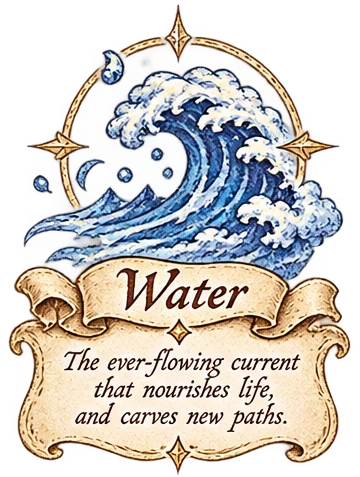 Water
The ever-flowing current
that nourishes life,
and carves new paths.